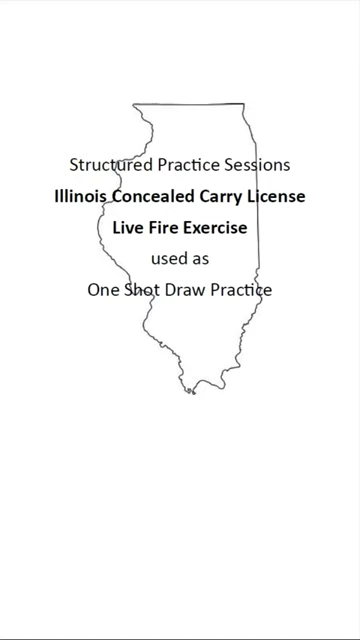 Structured Practice Sessions
Illinois Concealed Carry License
Live Fire Exercise
used as
One Shot Draw Practice